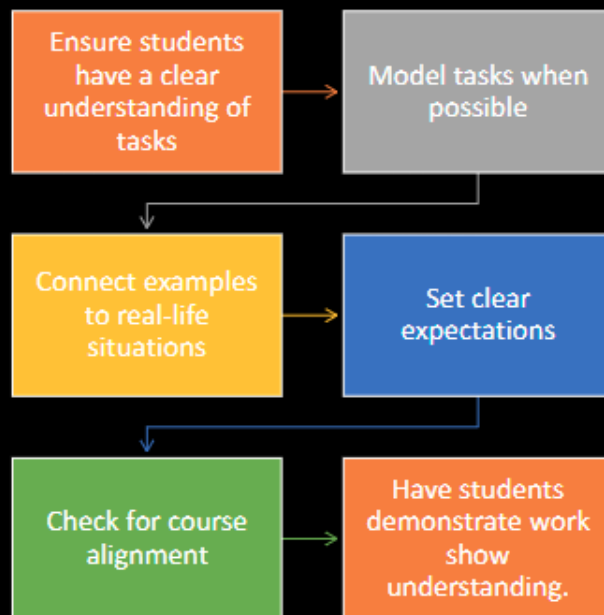 Ensure students
have a clear
understanding of
tasks
Model tasks when
possible
Connect examples
to real-life
situations
Set clear
expectations
Check for course
alignment
Have students
demonstrate work
show
understanding.